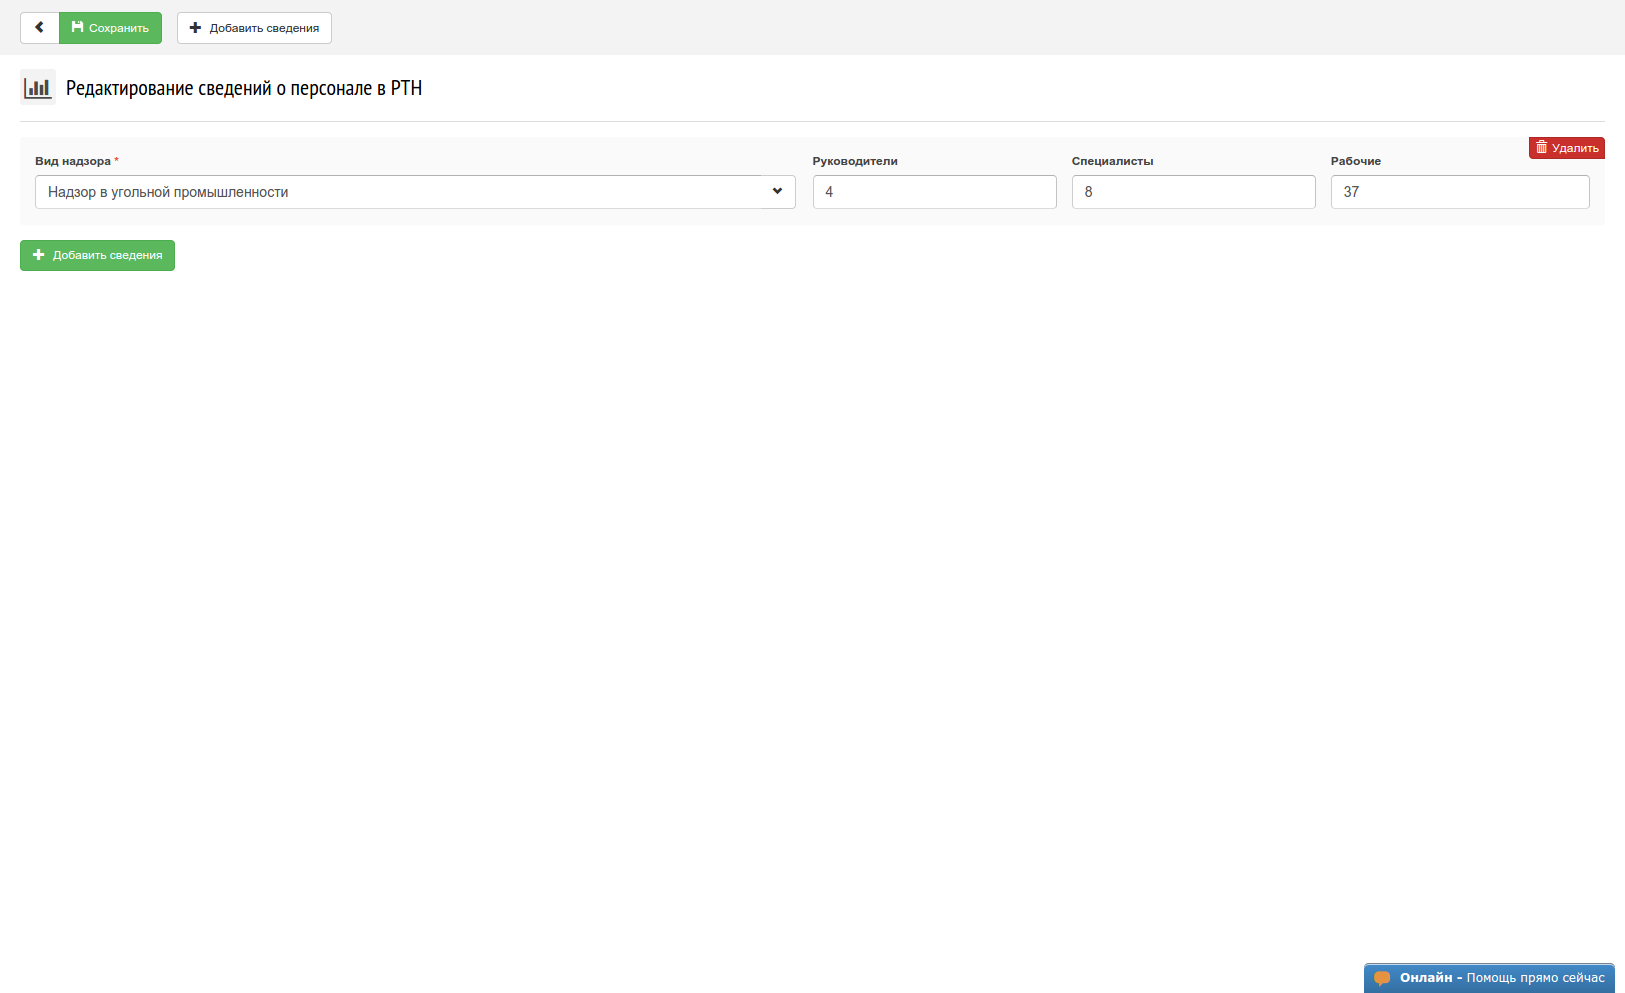 Сохранить
Добавить сведения
Редактирование сведений о персонале в РТН
Удалить
Вид надзора *
Руководители
Специалисты
Рабочие
Надзор в угольной промышленности
4
8
37
Добавить сведения
Онлайн - Помощь прямо сейчас